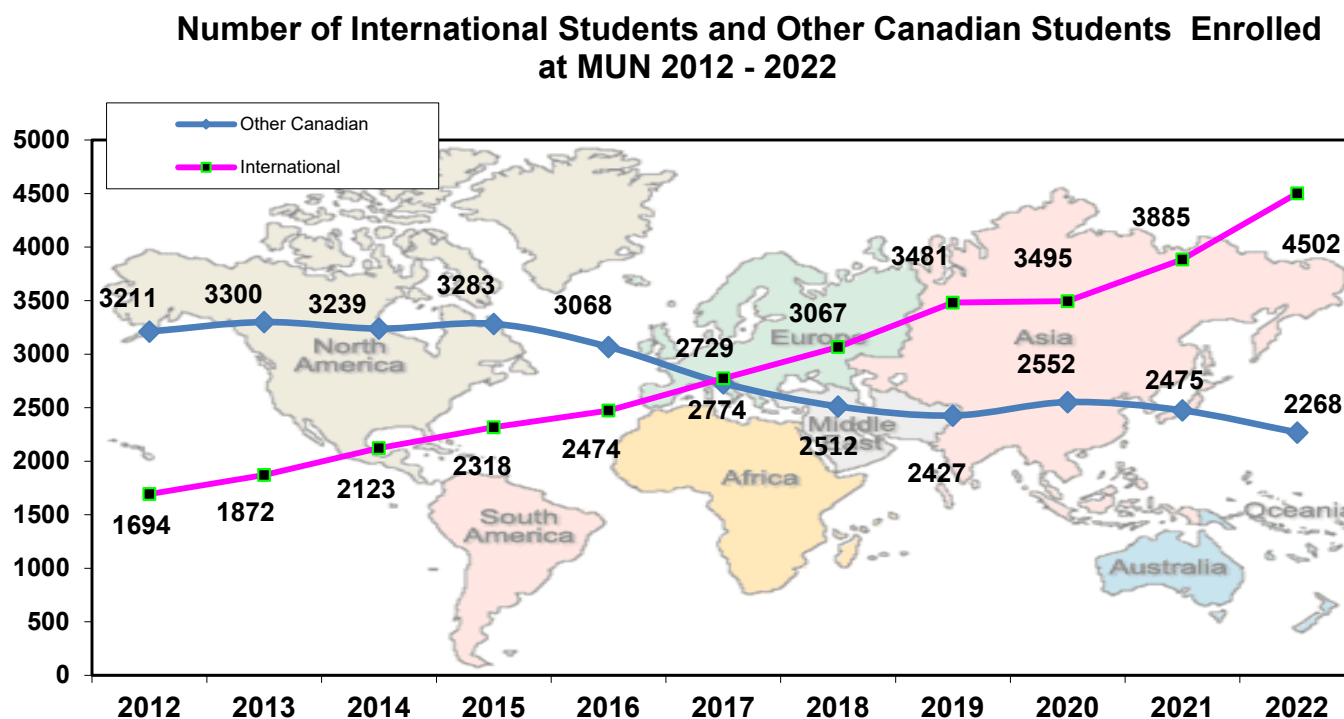 Number of International Students and Other Canadian Students  Enrolled
at MUN 2012 - 2022
Other Canadian
International
5000
4500
4000
3500
3000
2500
2000
1500
1000
500
0
3211
3300
3239
3283
3068
2729
2512
2427
2552
2475
2268
1694
1872
2123
2318
2474
2774
3067
3481
3495
3885
4502
North
America
South
America
Europe
Africa
Middle
East
Asia
Oceania
Australia
2012
2013
2014
2015
2016
2017
2018
2019
2020
2021
2022